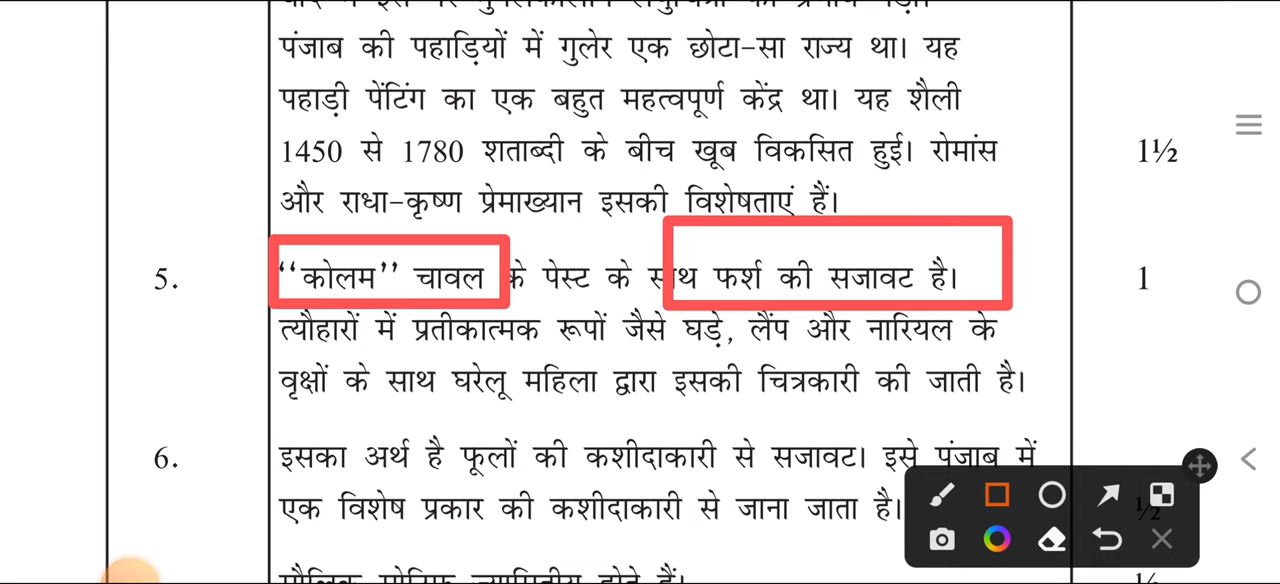 पंजाब की पहाड़ियों में गुलेर एक छोटा-सा राज्य था। यह
पहाड़ी पेंटिंग का एक बहुत महत्वपूर्ण केंद्र था। यह शैली
1450 से 1780 शताब्दी के बीच खूब विकसित हुई। रोमांस 1½
और राधा-कृष्ण प्रेमाख्यान इसकी विशेषताएं हैं।
5. ‘‘कोलम’’ चावल के पेस्ट के साथ फर्श की सजावट है। 1
त्यौहारों में प्रतीकात्मक रूपों जैसे घड़े, लैंप और नारियल के
वृक्षों के साथ घरेलू महिला द्वारा इसकी चित्रकारी की जाती है।
6. इसका अर्थ है फूलों की कशीदाकारी से सजावट। इसे पंजाब में
एक विशेष प्रकार की कशीदाकारी से जाना जाता है। ½